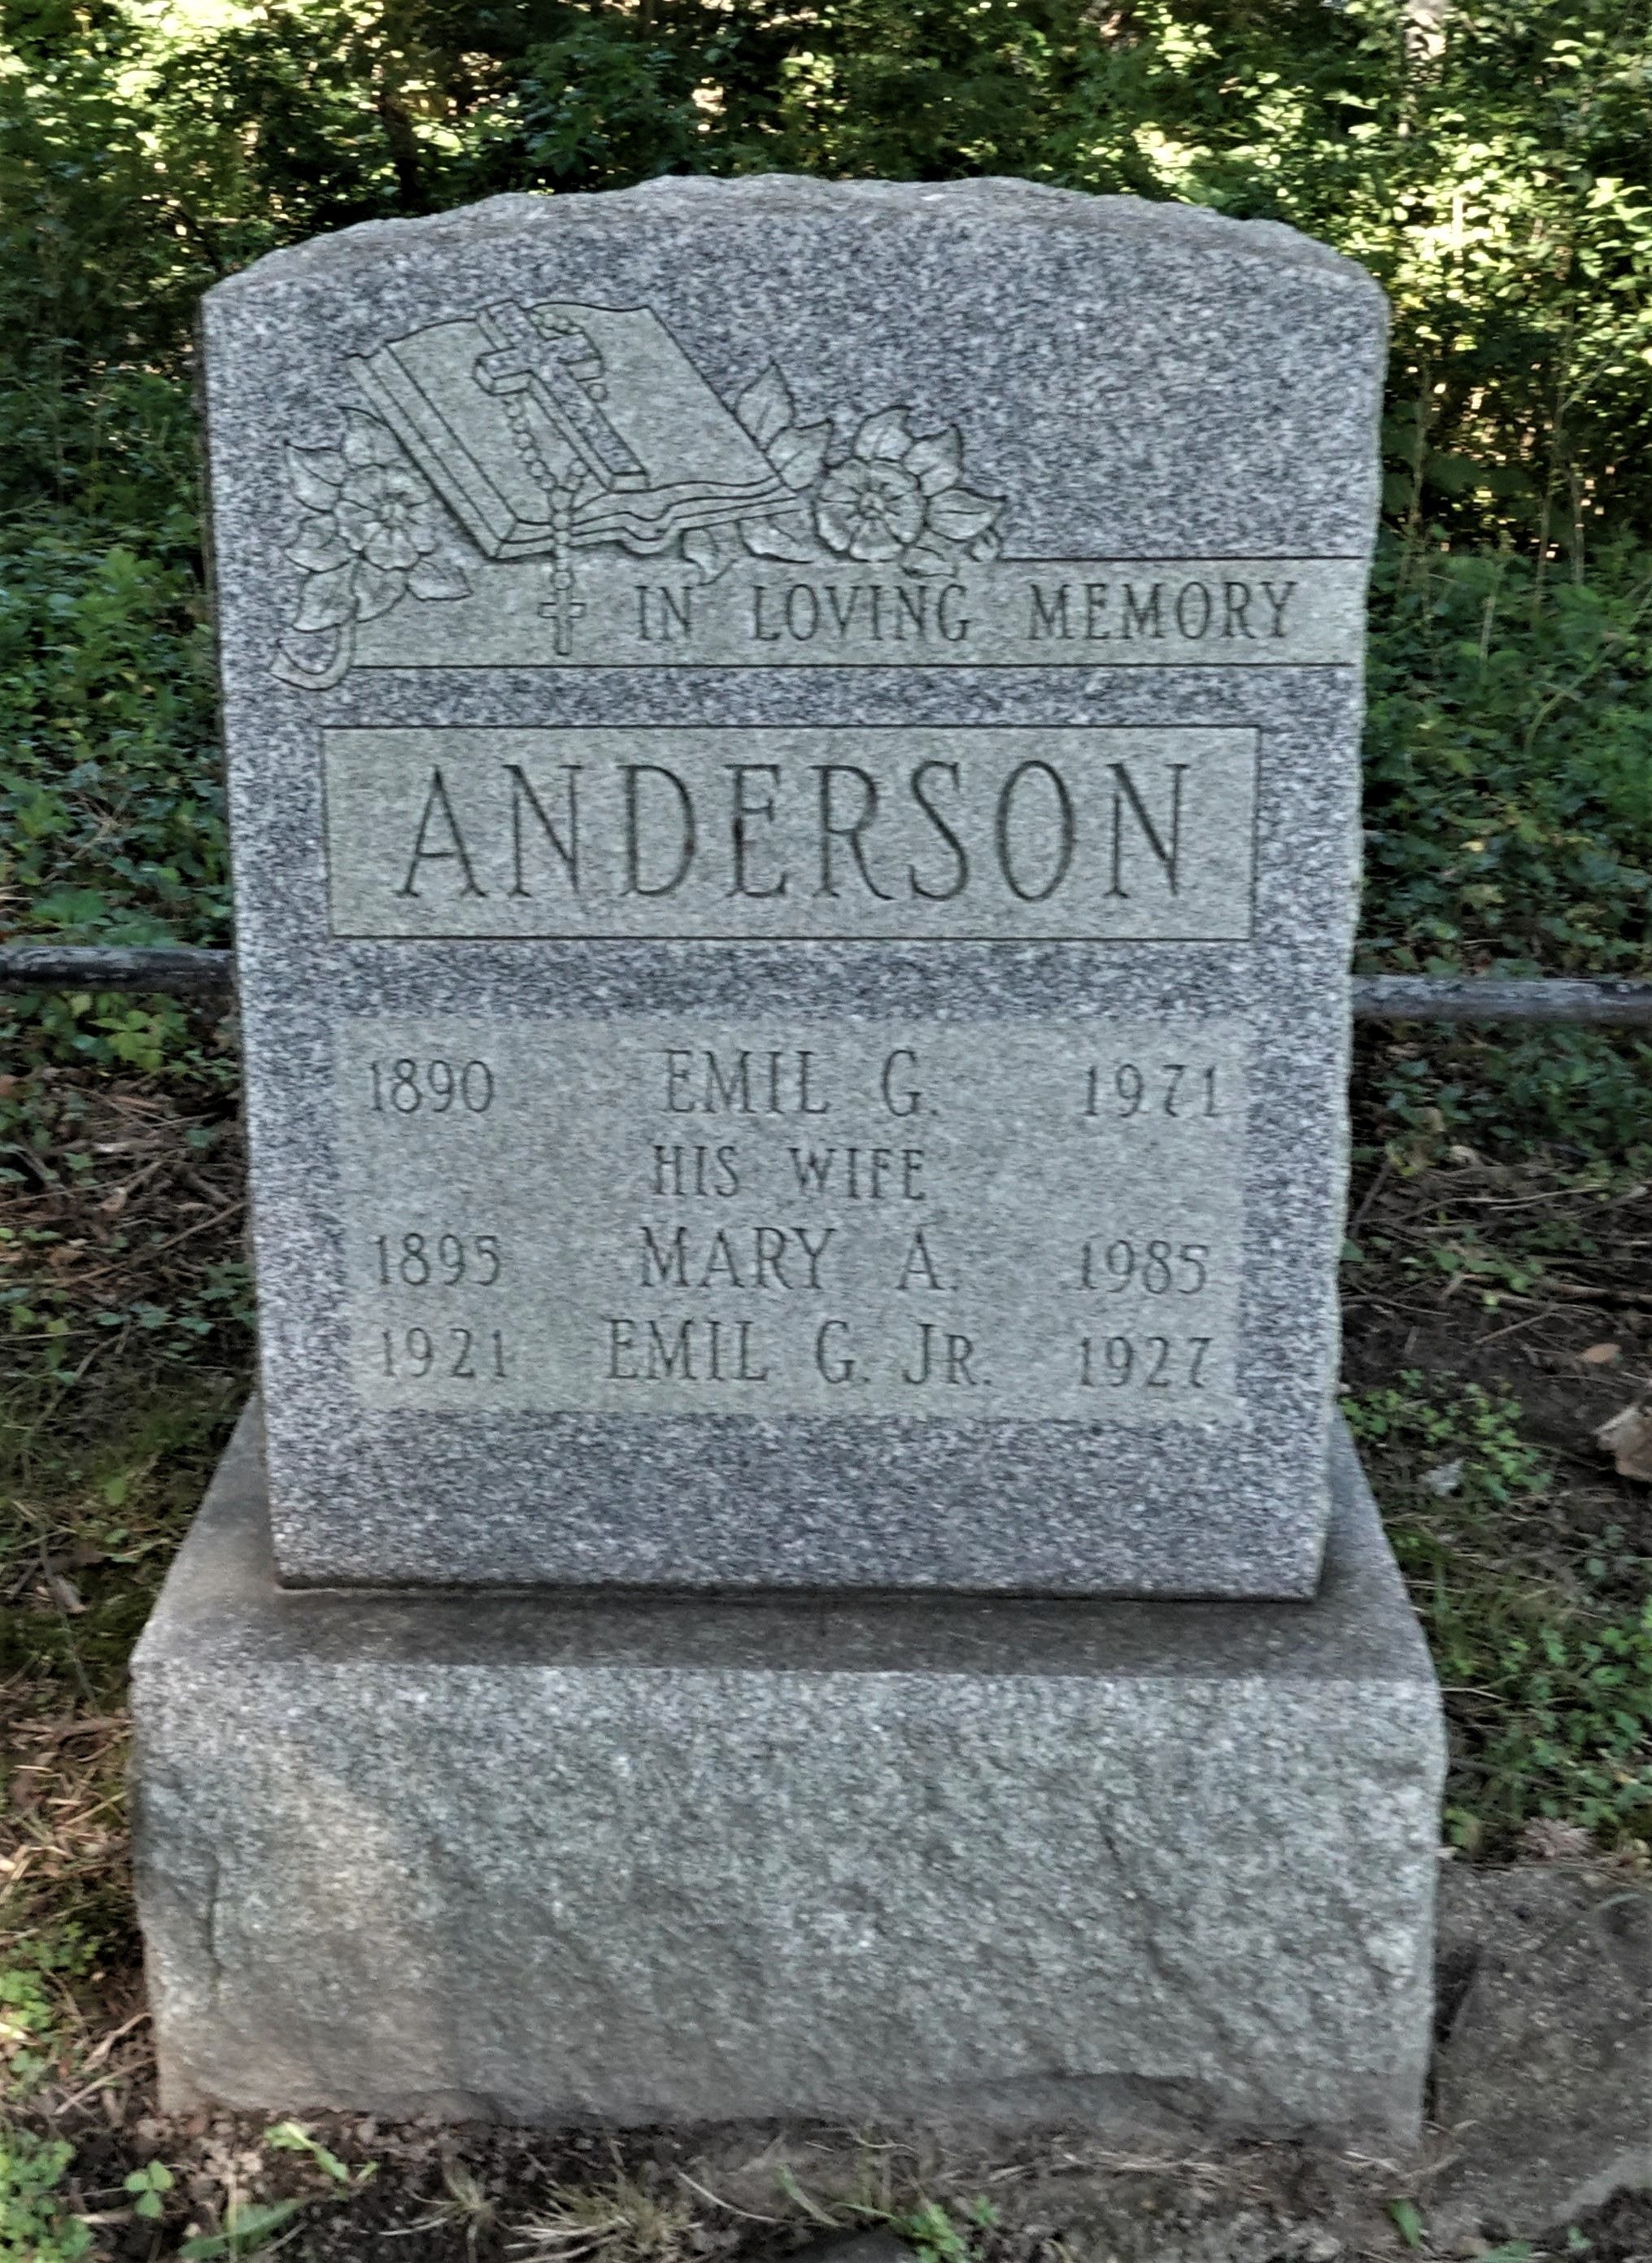 IN LOVING MEMORY
ANDERSON
1890 EMIL G. 1971
HIS WIFE
1895 MARY A. 1985
1921 EMIL G. JR. 1927